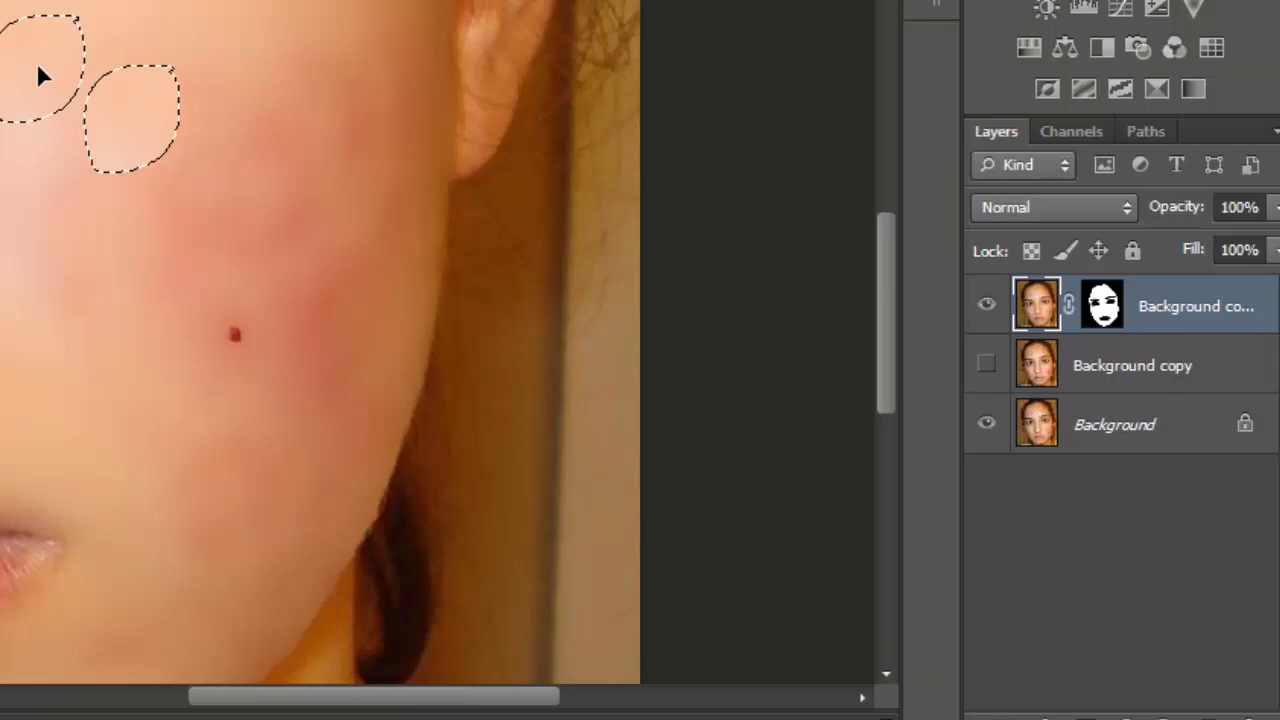 Layers Channels Paths
Kind
Normal Opacity: 100%
Lock: Fill: 100%
Background co...
Background copy
Background